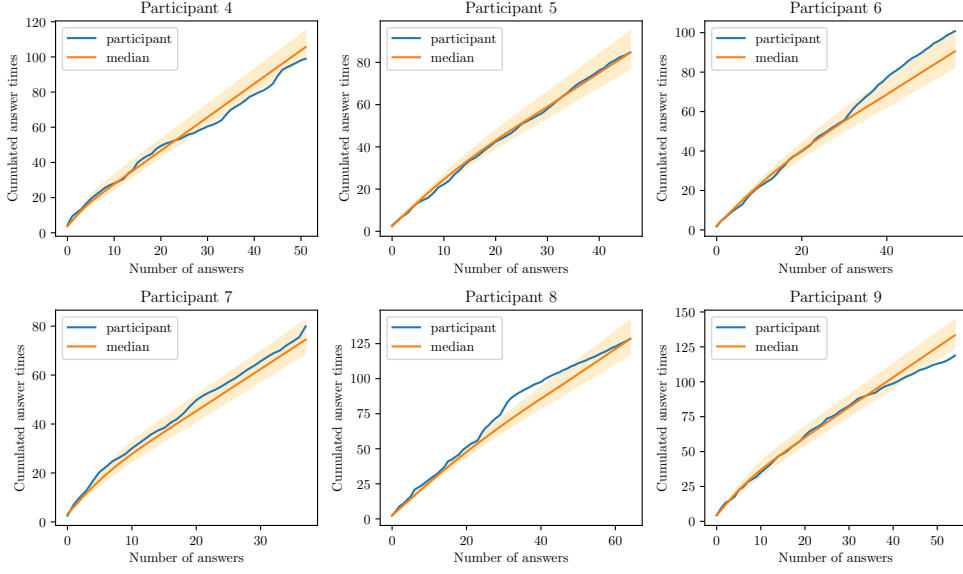 Participant 4
Cumulated answer times
120
100
80
60
40
20
0
participant
median
0 10 20 30 40 50
Number of answers
Participant 5
Cumulated answer times
80
60
40
20
0
participant
median
0 20 40
Number of answers
Participant 6
Cumulated answer times
100
80
60
40
20
0
participant
median
0 20 40
Number of answers
Participant 7
Cumulated answer times
80
60
40
20
0
participant
median
0 10 20 30
Number of answers
Participant 8
Cumulated answer times
125
100
75
50
25
0
participant
median
0 20 40 60
Number of answers
Participant 9
Cumulated answer times
150
125
100
75
50
25
0
participant
median
0 10 20 30 40 50
Number of answers